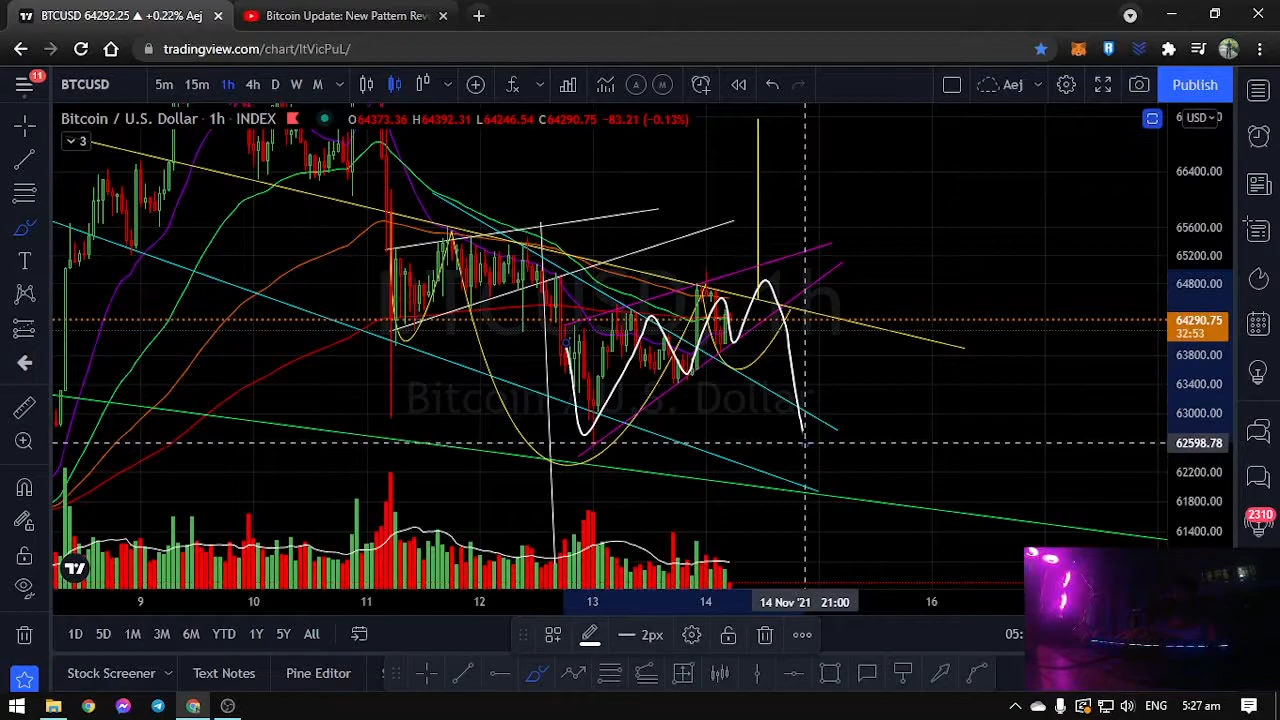 BTCUSD 64292.25 ▲ +0.22% Aej
Bitcoin Update: New Pattern Rev
tradingview.com/chart/ItVicPuL/
11
BTCUSD 5m 15m 1h 4h D W M Aej Publish
Bitcoin / U.S. Dollar · 1h · INDEX O64373.36 H64392.31 L64246.54 C64290.75 −83.21 (−0.13%)
USD
3
66400.00
65600.00
65200.00
64800.00
64290.75
32:53
63800.00
63400.00
63000.00
62598.78
62200.00
61800.00
61400.00
Bitcoin / U.S. Dollar
2310
9 10 11 12 13 14 14 Nov '21 21:00 16
1D 5D 1M 3M 6M YTD 1Y 5Y All 2px 05:
Stock Screener Text Notes Pine Editor
ENG 5:27 am